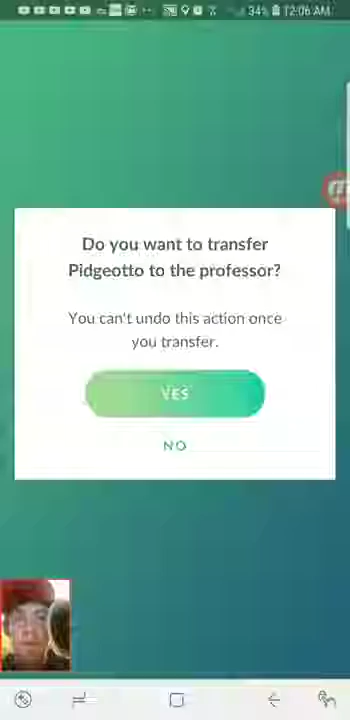 34% 12:06 AM
Do you want to transfer
Pidgeotto to the professor?
You can't undo this action once
you transfer.
YES
NO